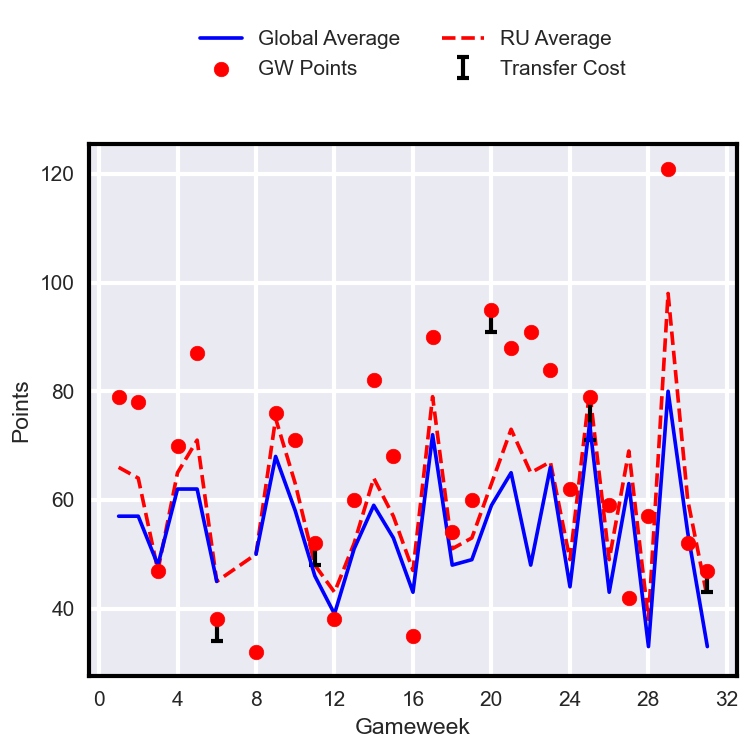 Global Average RU Average
GW Points Transfer Cost
120
100
80
60
40
Points
0 4 8 12 16 20 24 28 32
Gameweek